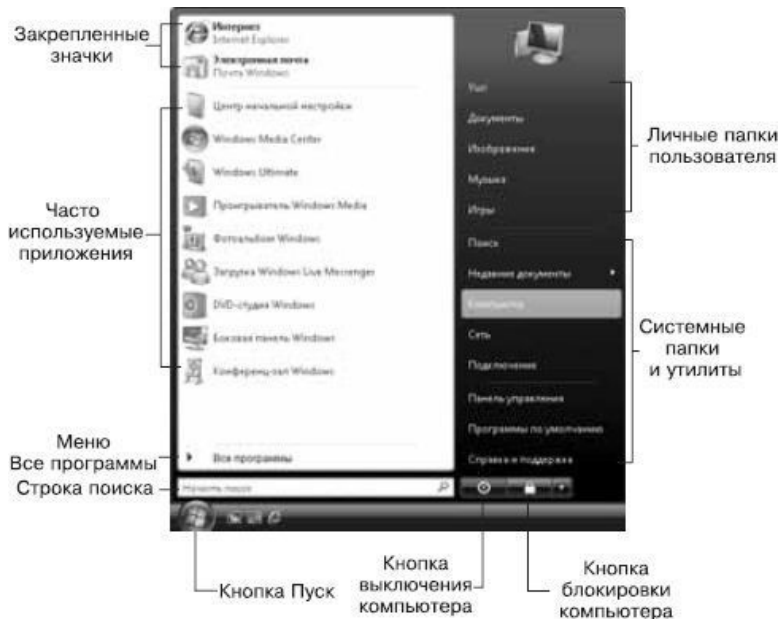 Закрепленные
значки
Часто
используемые
приложения
Меню
Все программы
Строка поиска
Интернет
Internet Explorer
Электронная почта
Почта Windows
Центр начальной настройки
Windows Media Center
Windows Ultimate
Проигрыватель Windows Media
Фотоальбом Windows
Загрузка Windows Live Messenger
DVD-студия Windows
Боковая панель Windows
Конференц-зал Windows
Все программы
Начать поиск
Документы
Изображения
Музыка
Игры
Поиск
Недавние документы
Компьютер
Сеть
Подключение
Панель управления
Программы по умолчанию
Справка и поддержка
Личные папки
пользователя
Системные
папки
и утилиты
Кнопка Пуск
Кнопка
выключения
компьютера
Кнопка
блокировки
компьютера